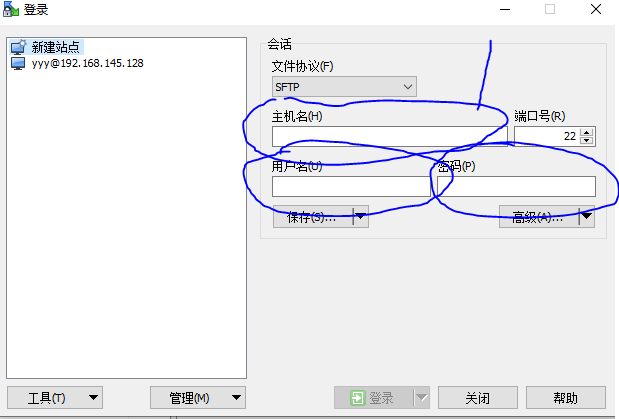 登录
新建站点
yyy@192.168.145.128
会话
文件协议(F)
SFTP
主机名(H)
端口号(R)
22
用户名(U)
密码(P)
保存(S)...
高级(A)...
工具(T)
管理(M)
登录
关闭
帮助